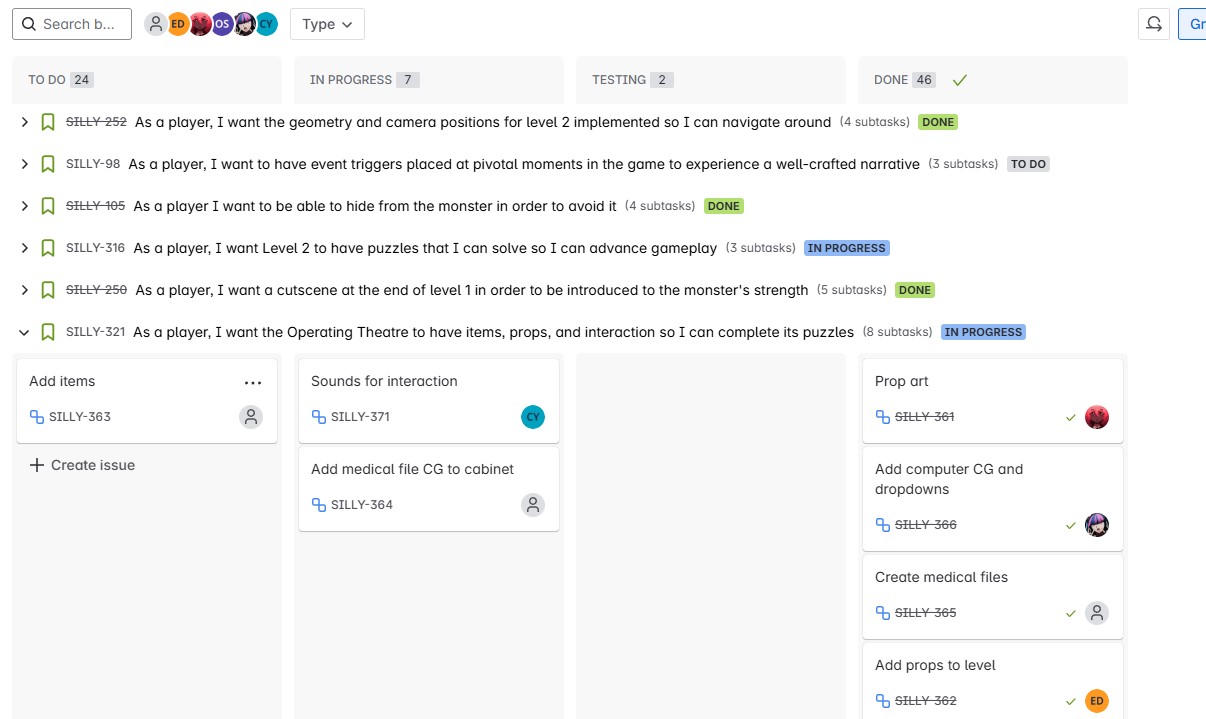 Search b...
ED
OS
CY
Type
Gr
TO DO 24
IN PROGRESS 7
TESTING 2
DONE 46
SILLY-252 As a player, I want the geometry and camera positions for level 2 implemented so I can navigate around (4 subtasks) DONE
SILLY-98 As a player, I want to have event triggers placed at pivotal moments in the game to experience a well-crafted narrative (3 subtasks) TO DO
SILLY-105 As a player I want to be able to hide from the monster in order to avoid it (4 subtasks) DONE
SILLY-316 As a player, I want Level 2 to have puzzles that I can solve so I can advance gameplay (3 subtasks) IN PROGRESS
SILLY-250 As a player, I want a cutscene at the end of level 1 in order to be introduced to the monster's strength (5 subtasks) DONE
SILLY-321 As a player, I want the Operating Theatre to have items, props, and interaction so I can complete its puzzles (8 subtasks) IN PROGRESS
Add items
SILLY-363
Create issue
Sounds for interaction
SILLY-371
CY
Add medical file CG to cabinet
SILLY-364
Prop art
SILLY-361
Add computer CG and
dropdowns
SILLY-366
Create medical files
SILLY-365
Add props to level
SILLY-362
ED